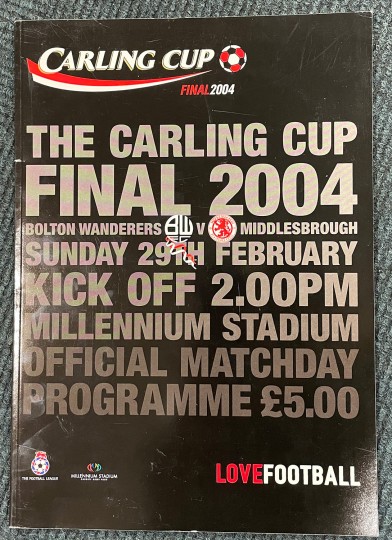 CARLING CUP
FINAL2004
THE CARLING CUP
FINAL 2004
BOLTON WANDERERS BW V MIDDLESBROUGH
SUNDAY 29TH FEBRUARY
KICK OFF 2.00PM
MILLENNIUM STADIUM
OFFICIAL MATCHDAY
PROGRAMME £5.00
THE FOOTBALL LEAGUE
MILLENNIUM STADIUM
LOVEFOOTBALL